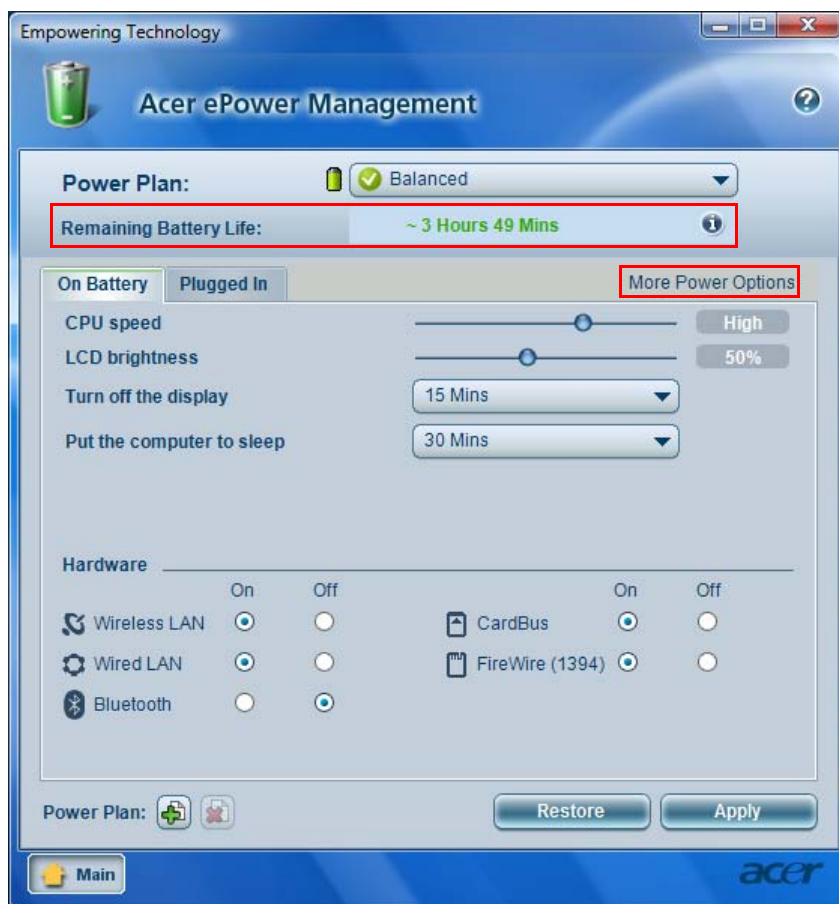 Empowering Technology
Acer ePower Management
Power Plan: Balanced
Remaining Battery Life: ~ 3 Hours 49 Mins
On Battery Plugged In More Power Options
CPU speed High
LCD brightness 50%
Turn off the display 15 Mins
Put the computer to sleep 30 Mins
Hardware
On Off On Off
Wireless LAN CardBus
Wired LAN FireWire (1394)
Bluetooth
Power Plan: Restore Apply
Main acer